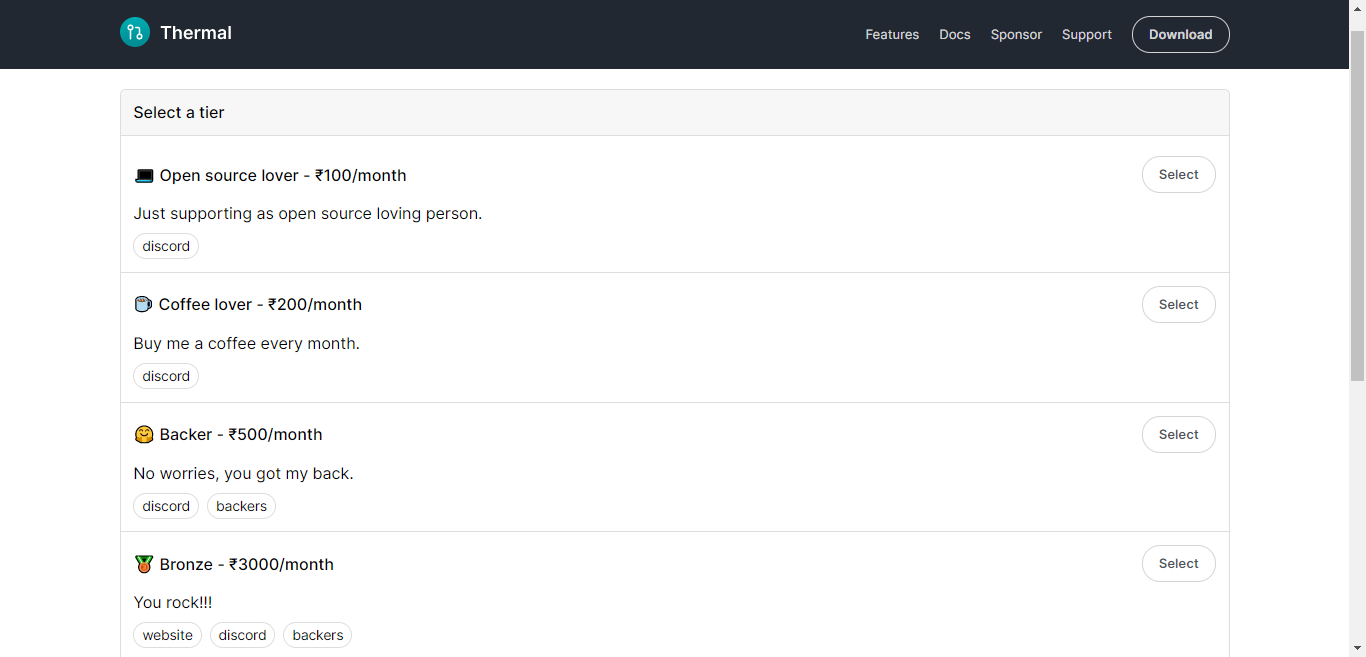 Thermal
Features Docs Sponsor Support Download
Select a tier
Open source lover - ₹100/month
Select
Just supporting as open source loving person.
discord
Coffee lover - ₹200/month
Select
Buy me a coffee every month.
discord
Backer - ₹500/month
Select
No worries, you got my back.
discord backers
Bronze - ₹3000/month
Select
You rock!!!
website discord backers